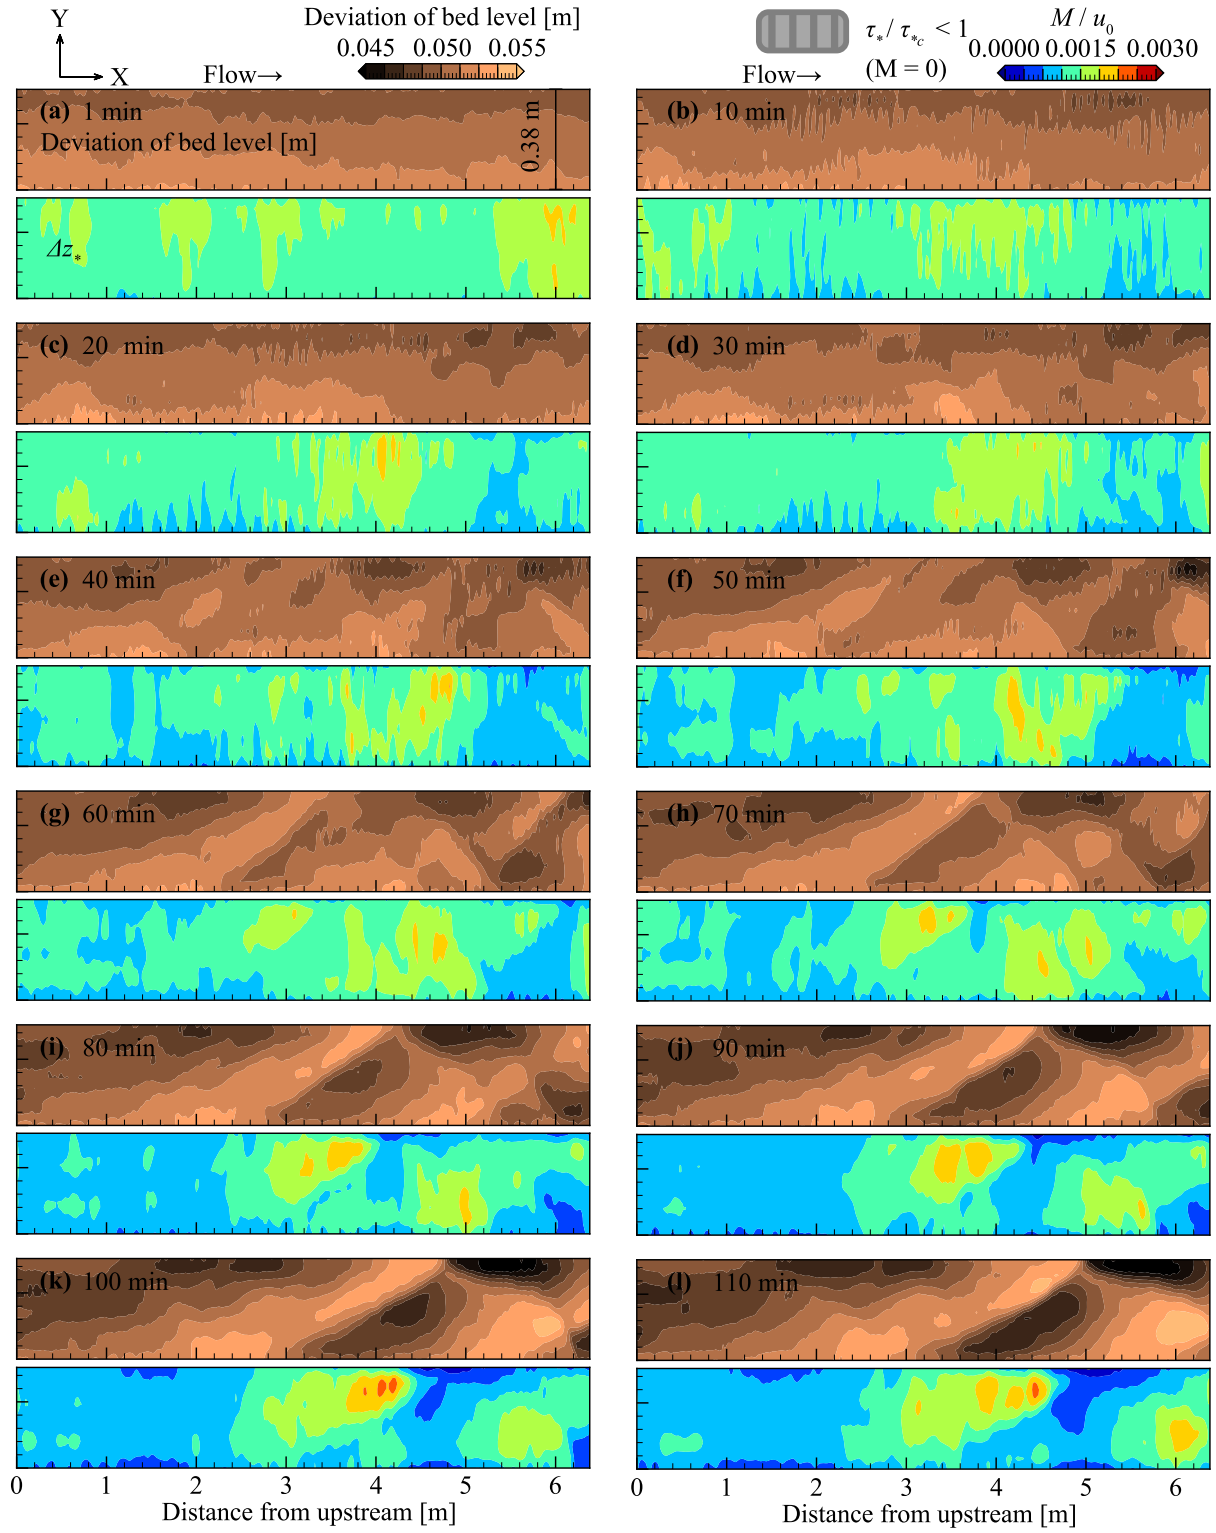 Y
X
Deviation of bed level [m]
0.045 0.050 0.055
Flow→
τ* / τ*c < 1
(M = 0)
M / u0
0.0000 0.0015 0.0030
Flow→
(a) 1 min
Deviation of bed level [m]
0.38 m
Δz*
(b) 10 min
(c) 20 min
(d) 30 min
(e) 40 min
(f) 50 min
(g) 60 min
(h) 70 min
(i) 80 min
(j) 90 min
(k) 100 min
(l) 110 min
0 1 2 3 4 5 6
Distance from upstream [m]
0 1 2 3 4 5 6
Distance from upstream [m]